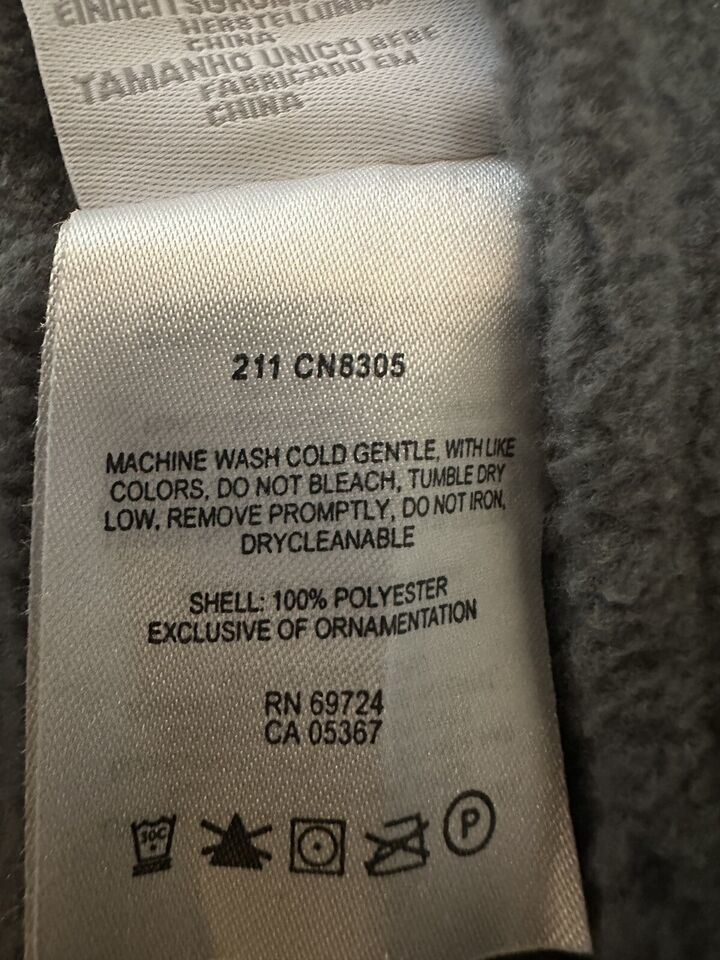 HERSTELLUNG
CHINA
TAMANHO UNICO BEBE
FABRICADO EM
CHINA
211 CN8305
MACHINE WASH COLD GENTLE, WITH LIKE
COLORS, DO NOT BLEACH, TUMBLE DRY
LOW, REMOVE PROMPTLY, DO NOT IRON,
DRYCLEANABLE
SHELL: 100% POLYESTER
EXCLUSIVE OF ORNAMENTATION
RN 69724
CA 05367
30C
P